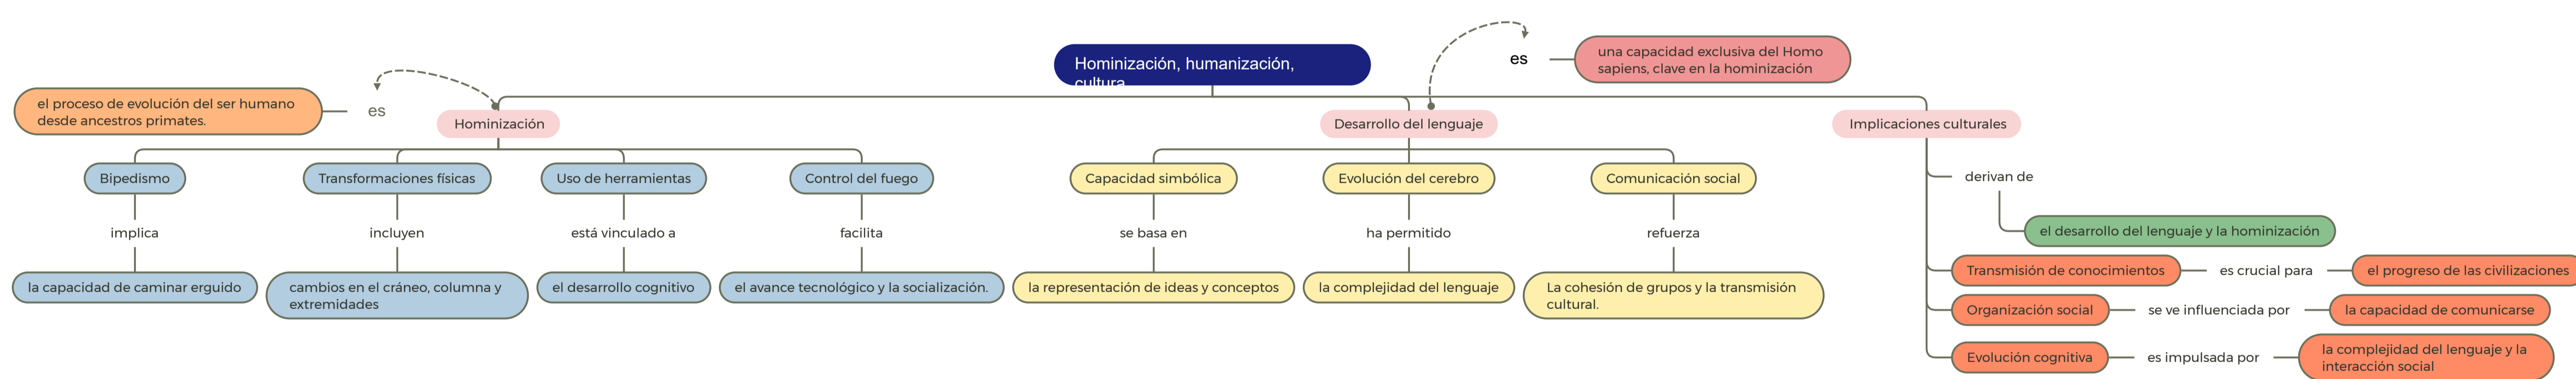 Hominización, humanización,
cultura
es
una capacidad exclusiva del Homo
sapiens, clave en la hominización
el proceso de evolución del ser humano
desde ancestros primates.
es
Hominización
Desarrollo del lenguaje
Implicaciones culturales
Bipedismo
Transformaciones físicas
Uso de herramientas
Control del fuego
Capacidad simbólica
Evolución del cerebro
Comunicación social
derivan de
implica
incluyen
está vinculado a
facilita
se basa en
ha permitido
refuerza
el desarrollo del lenguaje y la hominización
la capacidad de caminar erguido
cambios en el cráneo, columna y
extremidades
el desarrollo cognitivo
el avance tecnológico y la socialización.
la representación de ideas y conceptos
la complejidad del lenguaje
La cohesión de grupos y la transmisión
cultural.
Transmisión de conocimientos
es crucial para
el progreso de las civilizaciones
Organización social
se ve influenciada por
la capacidad de comunicarse
Evolución cognitiva
es impulsada por
la complejidad del lenguaje y la
interacción social